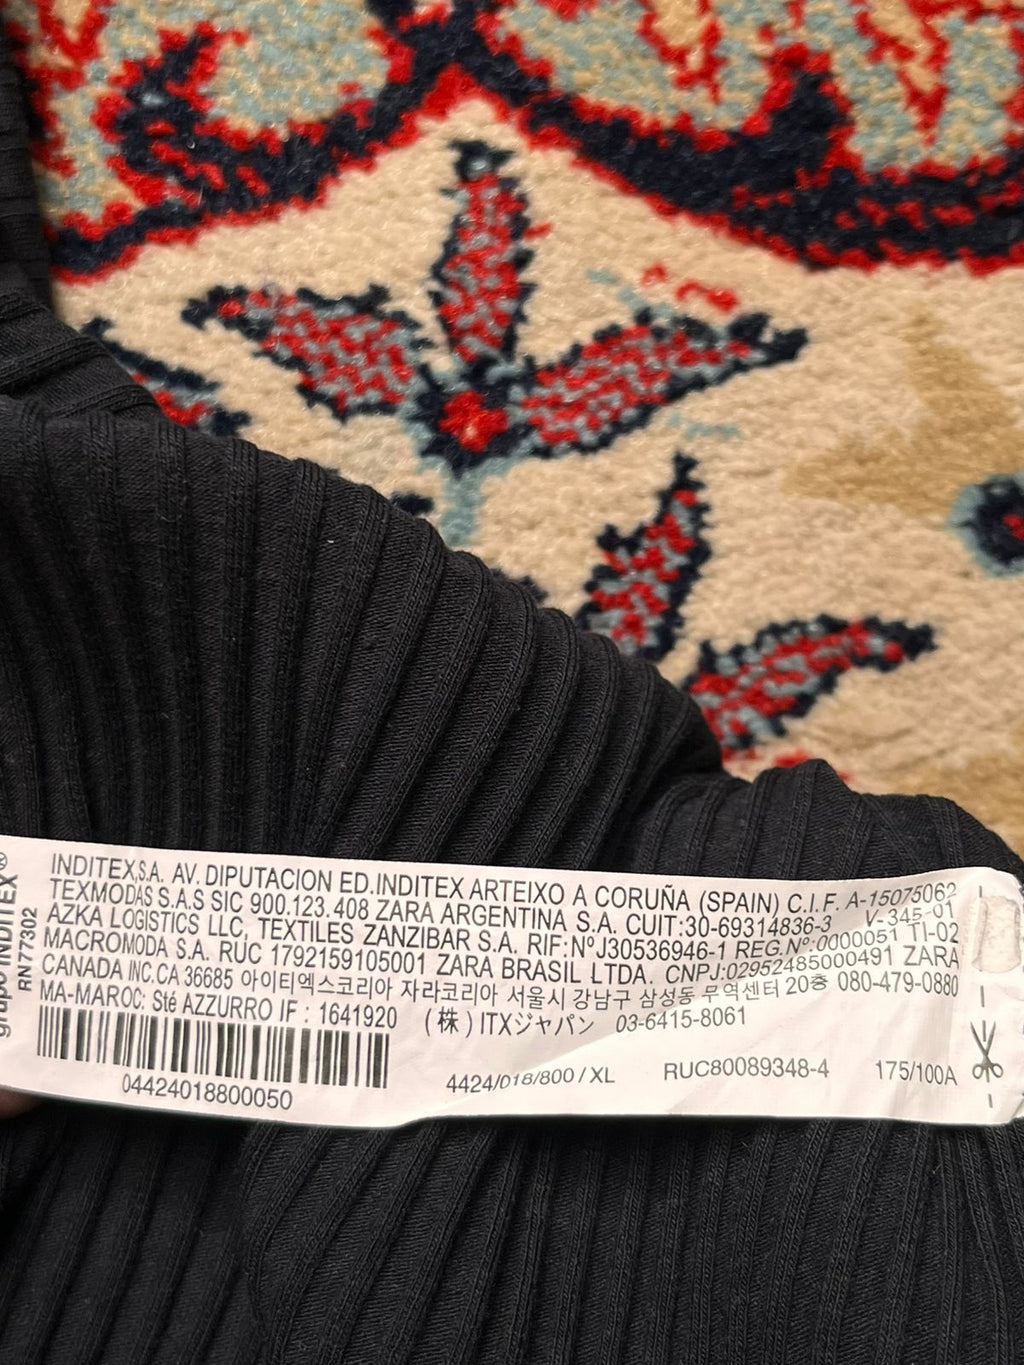 grupo INDITEX®
RN77302
INDITEX,S.A. AV. DIPUTACION ED.INDITEX ARTEIXO A CORUÑA (SPAIN) C.I.F. A-15075062
TEXMODAS S.A.S SIC 900.123.408 ZARA ARGENTINA S.A. CUIT:30-69314836-3 V-345-01
AZKA LOGISTICS LLC, TEXTILES ZANZIBAR S.A. RIF:NºJ30536946-1 REG.Nº:0000051 TI-02
MACROMODA S.A. RUC 1792159105001 ZARA BRASIL LTDA. CNPJ:02952485000491 ZARA
CANADA INC.CA 36685 아이티엑스코리아 자라코리아 서울시 강남구 삼성동 무역센터 20층 080-479-0880
MA-MAROC: Sté AZZURRO IF : 1641920 (株)ITXジャパン 03-6415-8061
04424018800050
4424/018/800/XL RUC80089348-4 175/100A